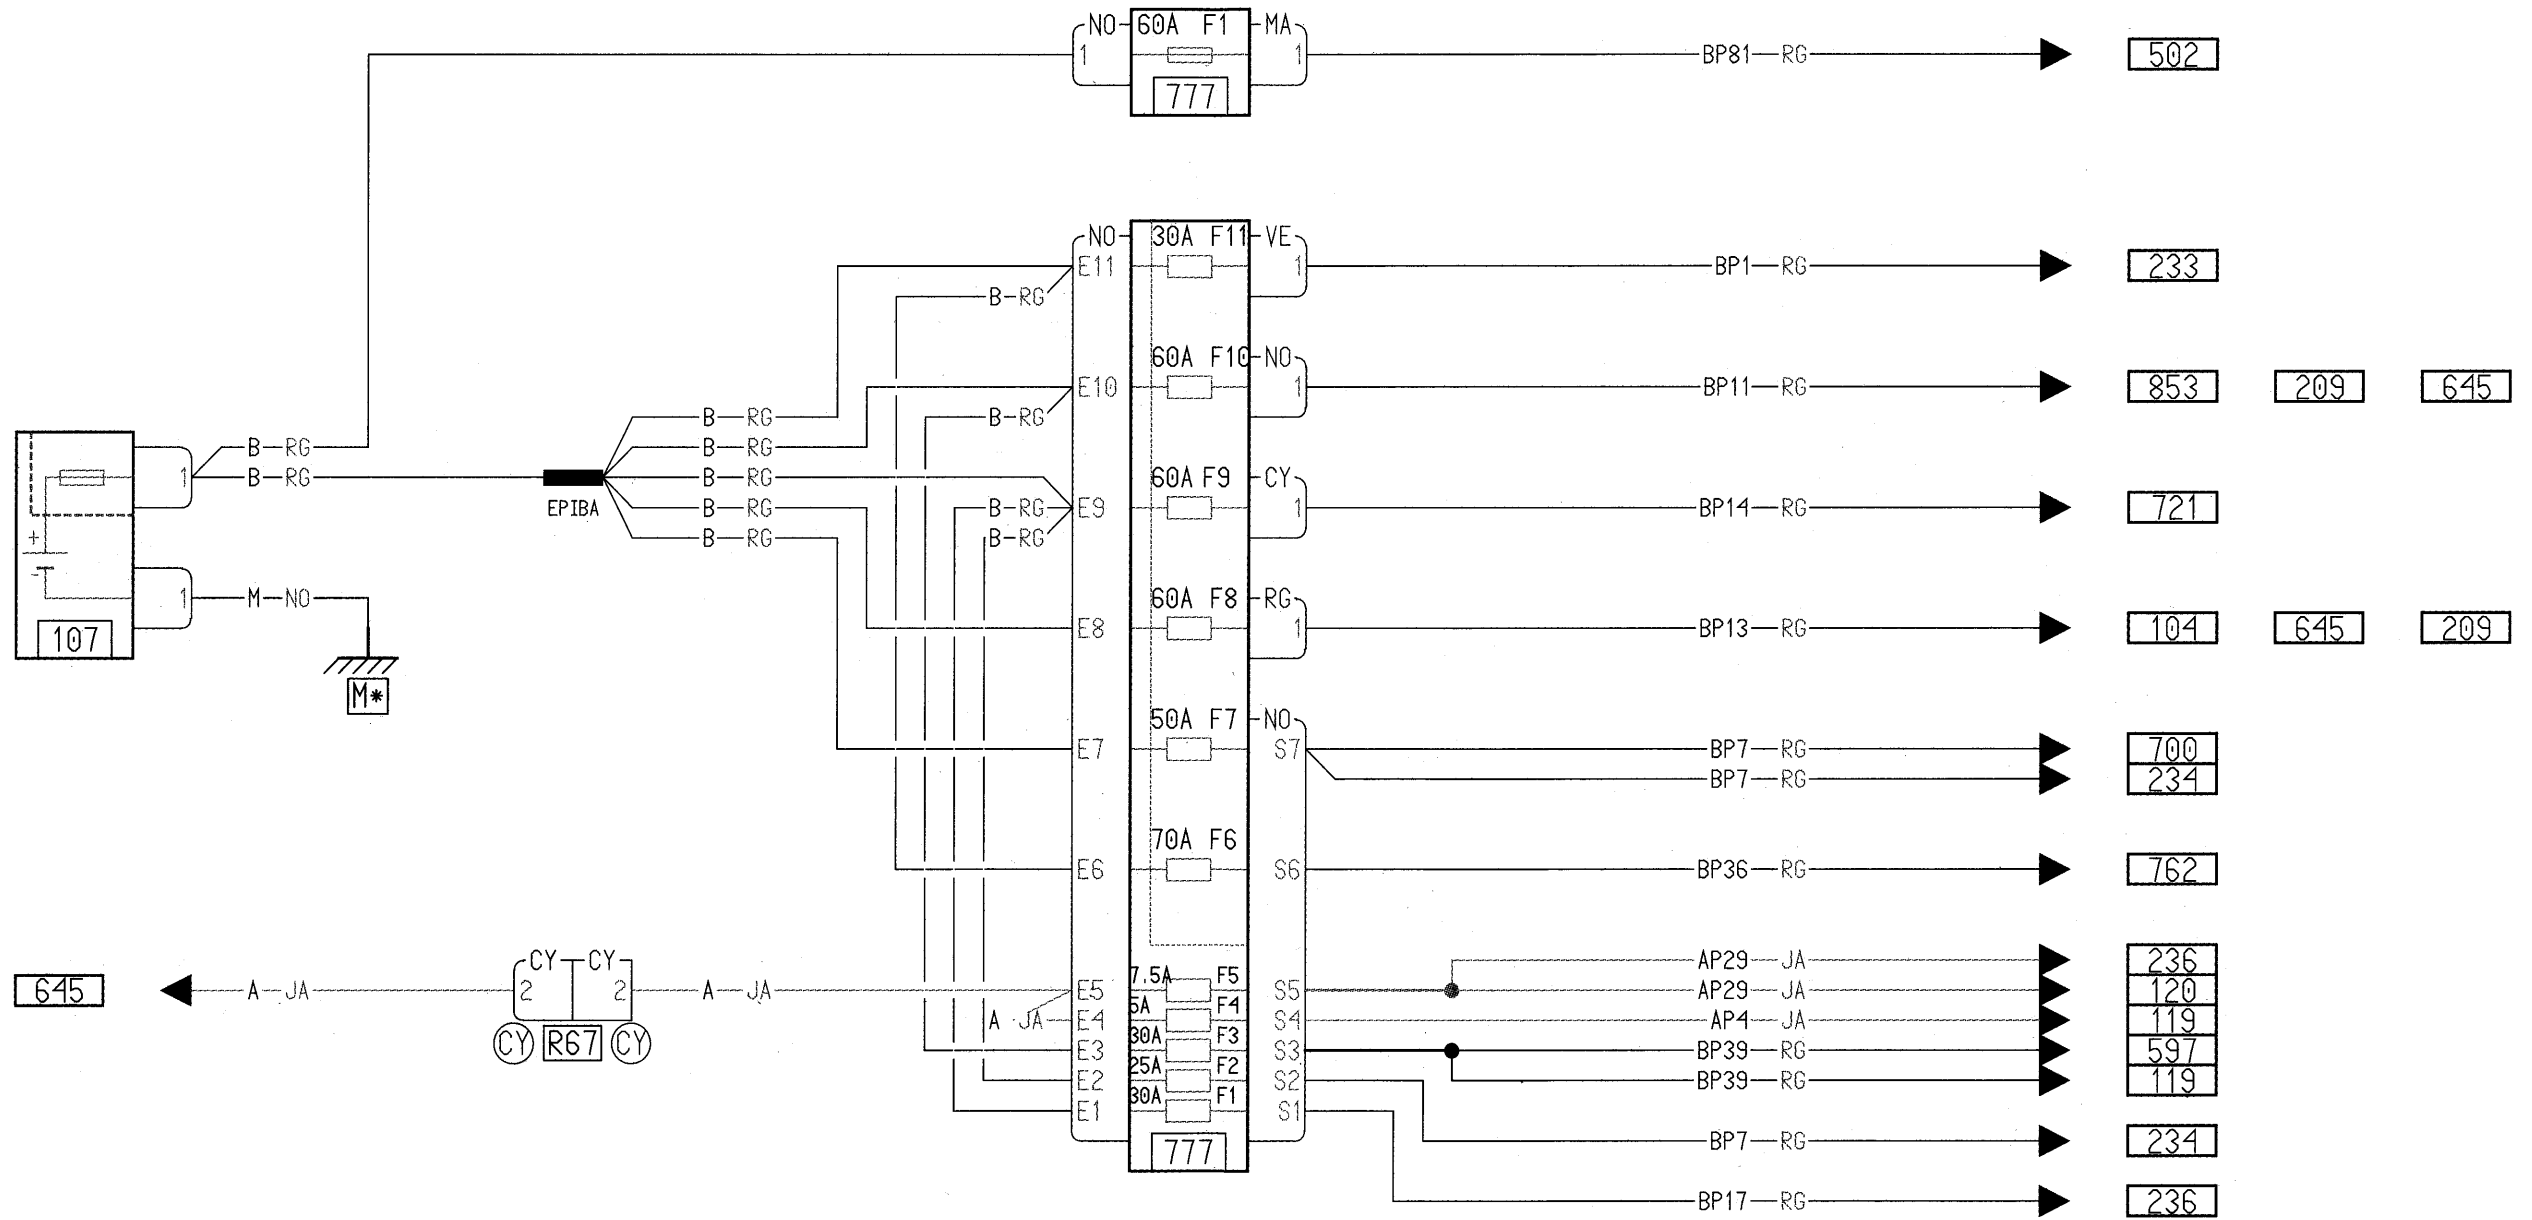 NO 60A F1 MA
1 1 BP81 RG 502
777
NO 30A F11 VE
E11 1 BP1 RG 233
B RG
60A F10 NO
E10 1 BP11 RG 853 209 645
B RG B RG
B RG B RG
1 B RG B RG 60A F9 CY
EPIBA B RG B RG E9 1 BP14 RG 721
+ B RG B RG
-
1 M NO 60A F8 RG
107 E8 1 BP13 RG 104 645 209
M*
50A F7 NO
E7 S7 BP7 RG 700
BP7 RG 234
70A F6
E6 S6 BP36 RG 762
CY CY AP29 JA 236
7.5A F5
645 A JA 2 2 A JA E5 S5 AP29 JA 120
5A F4
A JA E4 S4 AP4 JA 119
CY R67 CY
30A F3
E3 S3 BP39 RG 597
25A F2
E2 S2 BP39 RG 119
30A F1
E1 S1
777 BP7 RG 234
BP17 RG 236